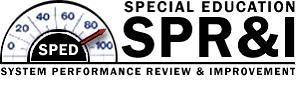 SPECIAL EDUCATION
SPR&I
0
20
40
60
80
100
SPED
SYSTEM PERFORMANCE REVIEW & IMPROVEMENT